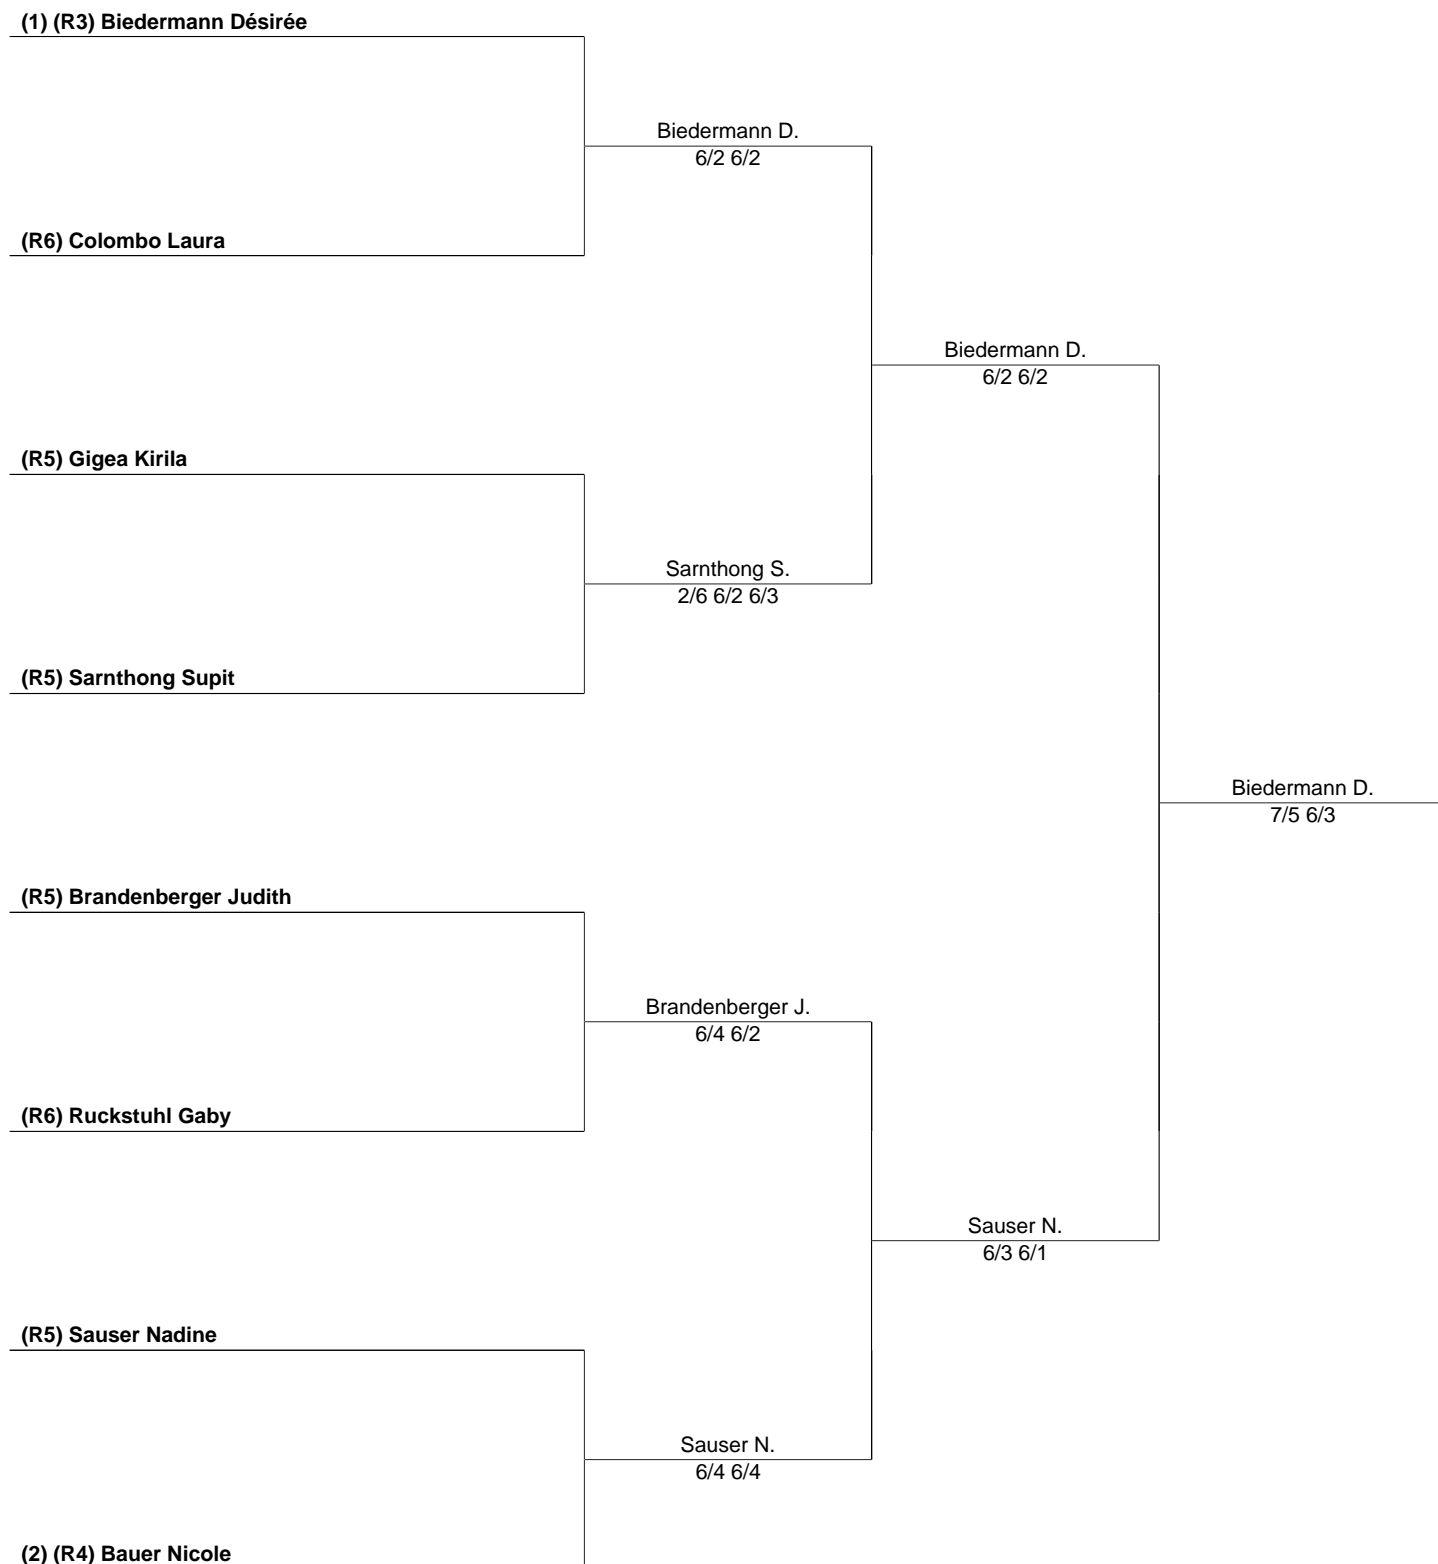 (1) (R3) Biedermann Désirée
Biedermann D.
6/2 6/2
(R6) Colombo Laura
Biedermann D.
6/2 6/2
(R5) Gigea Kirila
Sarnthong S.
2/6 6/2 6/3
(R5) Sarnthong Supit
Biedermann D.
7/5 6/3
(R5) Brandenberger Judith
Brandenberger J.
6/4 6/2
(R6) Ruckstuhl Gaby
Sauser N.
6/3 6/1
(R5) Sauser Nadine
Sauser N.
6/4 6/4
(2) (R4) Bauer Nicole